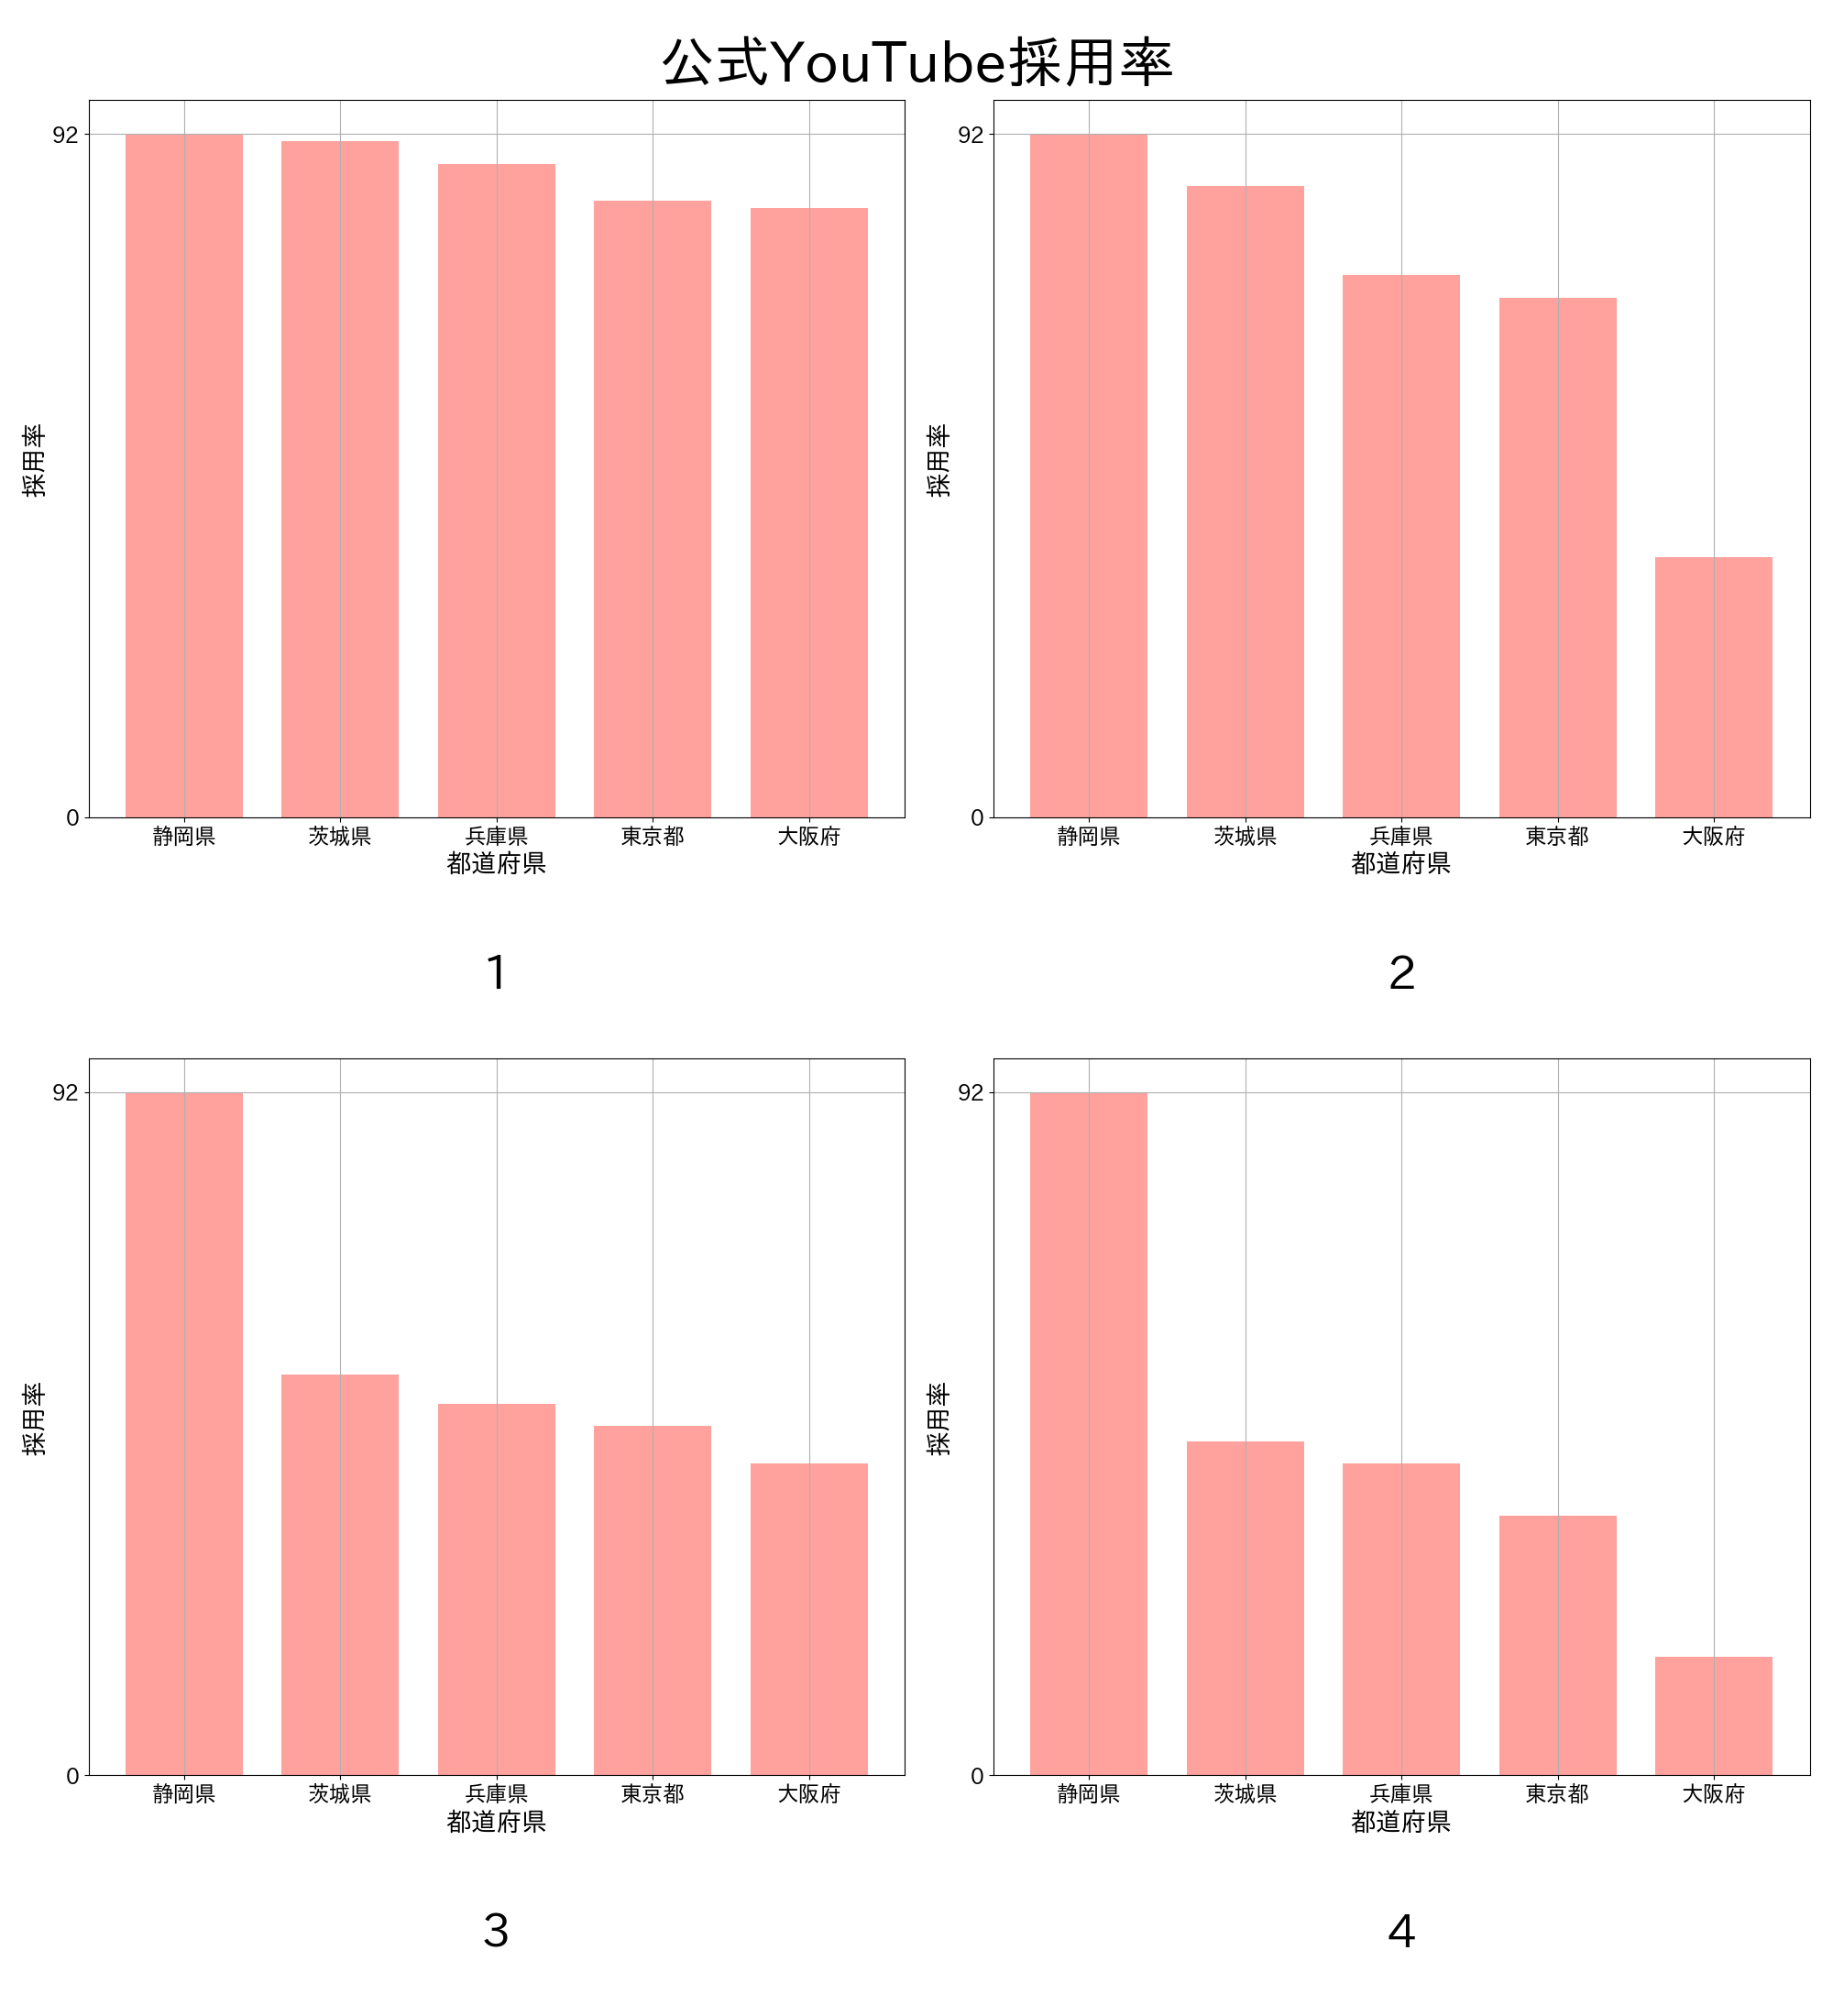 公式YouTube採用率
92
0
採用率
静岡県 茨城県 兵庫県 東京都 大阪府
都道府県
1
92
0
採用率
静岡県 茨城県 兵庫県 東京都 大阪府
都道府県
2
92
0
採用率
静岡県 茨城県 兵庫県 東京都 大阪府
都道府県
3
92
0
採用率
静岡県 茨城県 兵庫県 東京都 大阪府
都道府県
4